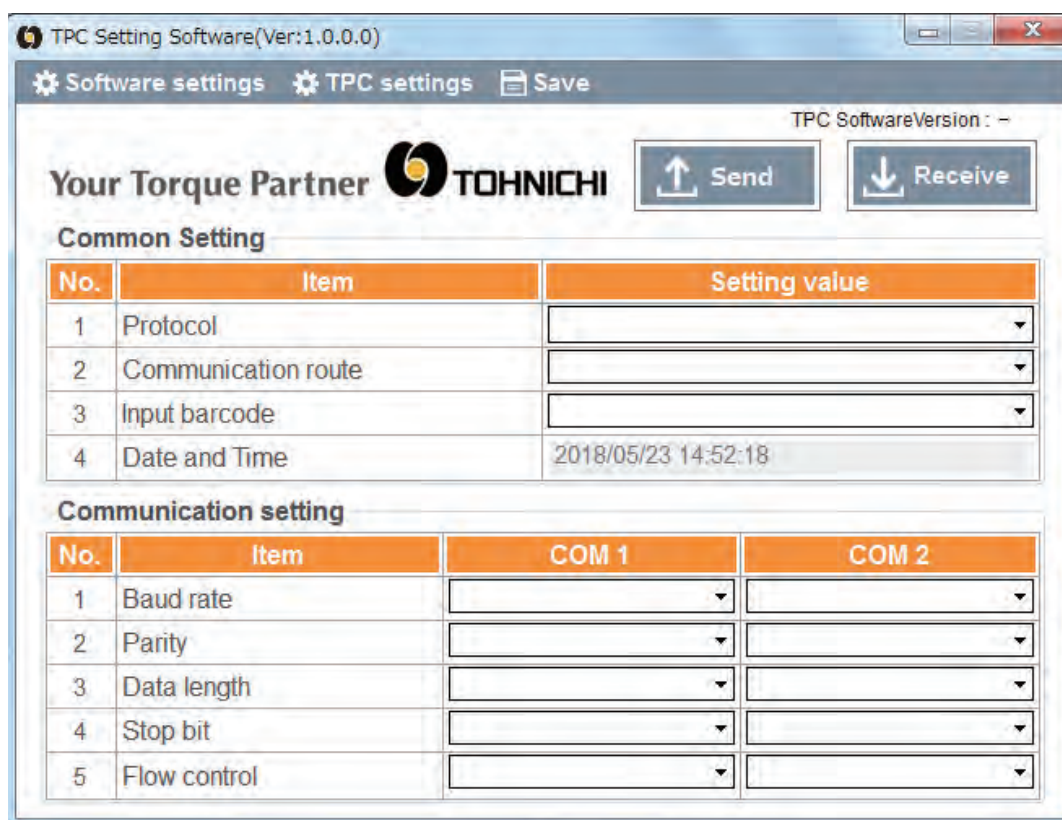 TPC Setting Software(Ver:1.0.0.0)
Software settings TPC settings Save
TPC SoftwareVersion : −
Your Torque Partner TOHNICHI Send Receive
Common Setting
No. Item Setting value
1 Protocol
2 Communication route
3 Input barcode
4 Date and Time 2018/05/23 14:52:18
Communication setting
No. Item COM 1 COM 2
1 Baud rate
2 Parity
3 Data length
4 Stop bit
5 Flow control